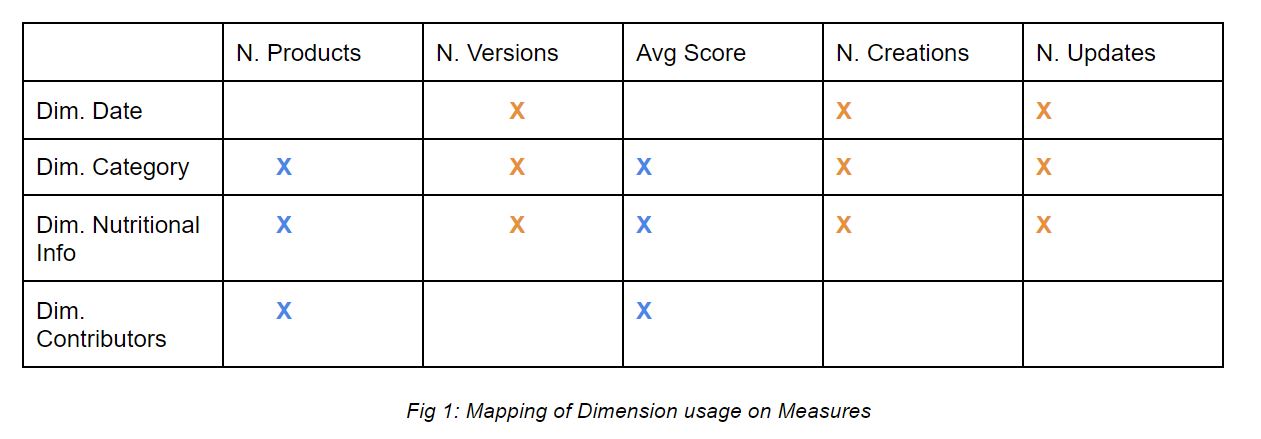 N. Products N. Versions Avg Score N. Creations N. Updates
Dim. Date X X X
Dim. Category X X X X X
Dim. Nutritional X X X X X
Info
Dim. X X
Contributors
Fig 1: Mapping of Dimension usage on Measures